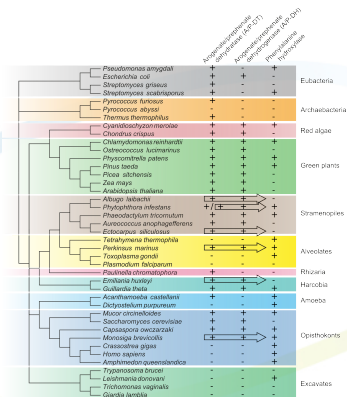 Arogenate/prephenate
dehydratase (A/P-DT)
Arogenate/prephenate
dehydrogenase (A/P-DH)
Phenylalanine
hydroxylase
Pseudomonas amygdali + - +
Escherichia coli + + - Eubacteria
Streptomyces griseus + - -
Streptomyces scabrisporus + - +
Pyrococcus furiosus + - -
Pyrococcus abyssi - - - Archaebacteria
Thermus thermophilus + - -
Cyanidioschyzon merolae + + + Red algae
Chondrus crispus + + -
Chlamydomonas reinhardtii + + +
Ostreococcus lucimarinus + + -
Physcomitrella patens + + +
Pinus taeda + + + Green plants
Picea sitchensis + + -
Zea mays + + -
Arabidopsis thaliana + + -
Albugo laibachii + + -
Phytophthora infestans +/ + + +
Phaeodactylum tricornutum + + + Stramenopiles
Aureococcus anophagefferens + +
Ectocarpus siliculosus + + -
Tetrahymena thermophila - - +
Perkinsus marinus + + + Alveolates
Toxoplasma gondii - - +
Plasmodium falciparum - - -
Paulinella chromatophora + - - Rhizaria
Emiliania huxleyi + + - Harcobia
Guillardia theta + + -
Acanthamoeba castellanii + - + Amoeba
Dictyostelium purpureum - - +
Mucor circinelloides + + +
Saccharomyces cerevisiae + + -
Capsaspora owczarzaki + + +
Monosiga brevicollis + + + Opisthokonts
Crassostrea gigas - - +
Homo sapiens - - +
Amphimedon queenslandica - - +
Trypanosoma brucei - - -
Leishmania donovani - - + Excavates
Trichomonas vaginalis - - -
Giardia lamblia - - -